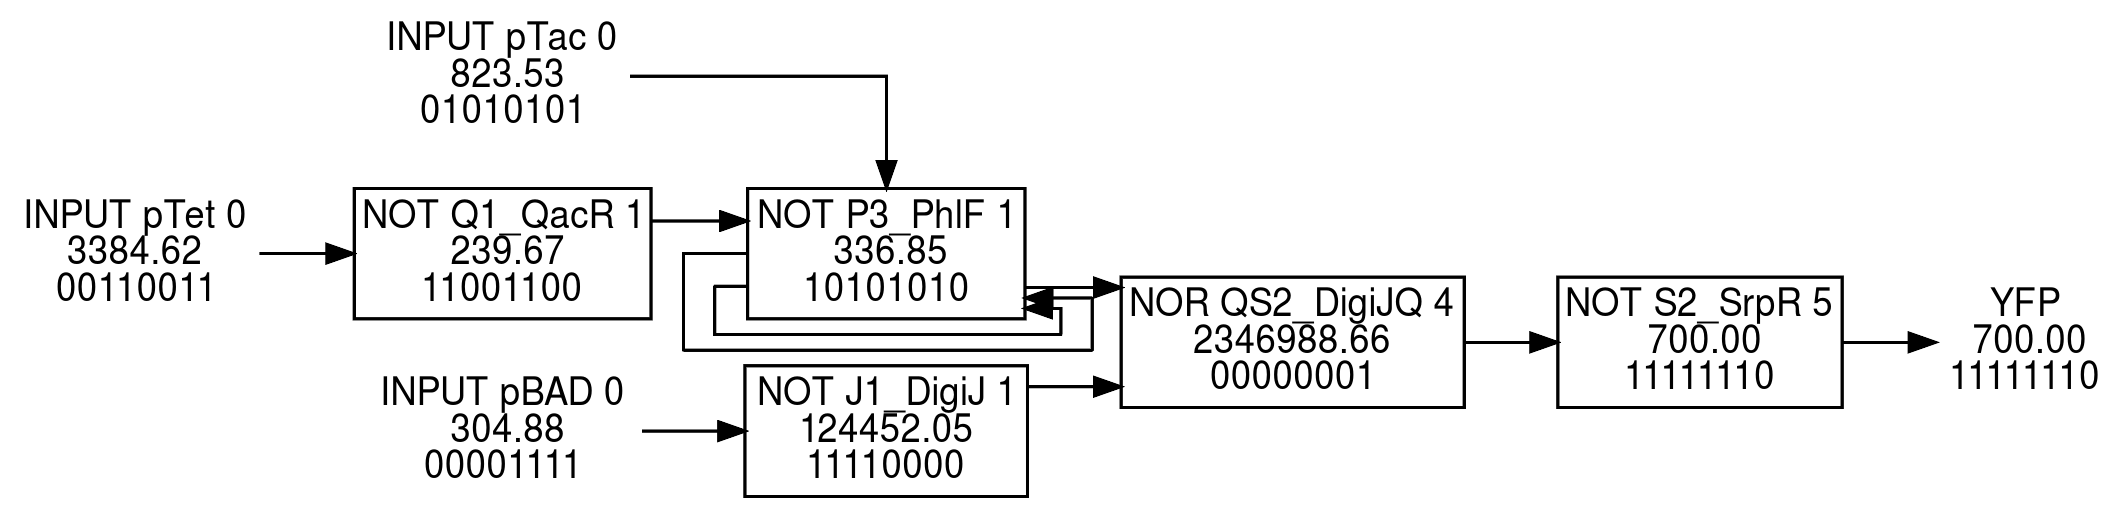 INPUT pTac 0
823.53
01010101
INPUT pTet 0
3384.62
00110011
NOT Q1_QacR 1
239.67
11001100
NOT P3_PhlF 1
336.85
10101010
INPUT pBAD 0
304.88
00001111
NOT J1_DigiJ 1
124452.05
11110000
NOR QS2_DigiJQ 4
2346988.66
00000001
NOT S2_SrpR 5
700.00
11111110
YFP
700.00
11111110